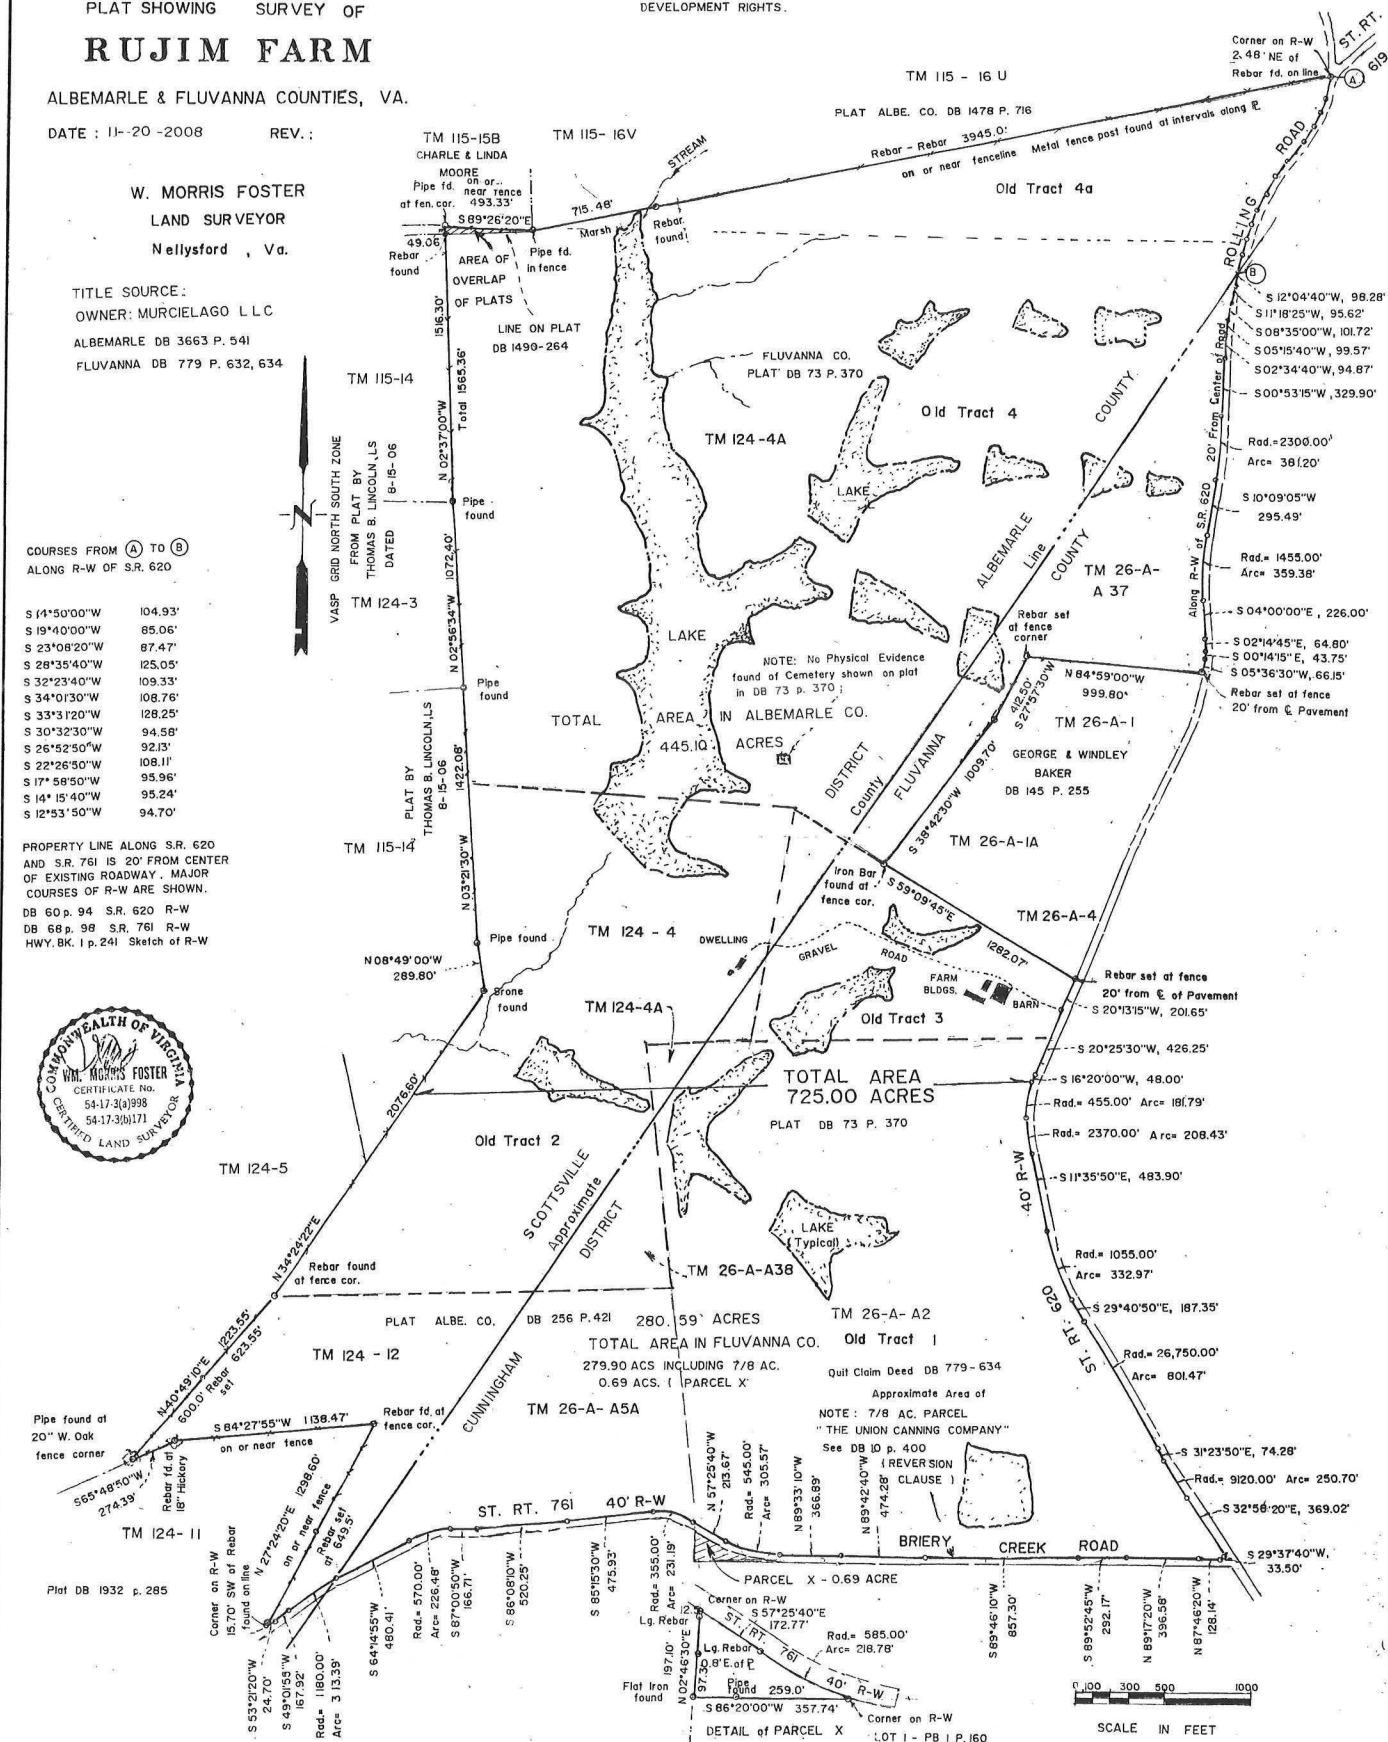 PLAT SHOWING SURVEY OF
RUJIM FARM
ALBEMARLE & FLUVANNA COUNTIES, VA.
DATE : 11--20-2008 REV.:
W. MORRIS FOSTER
LAND SURVEYOR
Nellysford , Va.
TITLE SOURCE:
OWNER: MURCIELAGO LLC
ALBEMARLE DB 3663 P. 541
FLUVANNA DB 779 P. 632, 634
DEVELOPMENT RIGHTS.
TM 115 - 16 U
PLAT ALBE. CO. DB 1478 P. 716
Rebar - Rebar 3945.0'
on or near fenceline Metal fence post found at intervals along ℄
Corner on R-W
2.48' NE of
Rebar fd. on line
ST. RT. 619
A
ROLLING ROAD
B
Old Tract 4a
TM 115-15B
CHARLE & LINDA
MOORE
TM 115- 16V
STREAM
Pipe fd.
at fen. cor.
on or
near fence
493.33'
S 89°26'20"E
715.48'
Marsh
Rebar
found
49.06
Rebar
found
AREA OF
OVERLAP
OF PLATS
Pipe fd.
in fence
LINE ON PLAT
DB 1490-264
1516.30'
Total 1565.36'
N 02°37'00"W
TM 115-14
VASP GRID NORTH SOUTH ZONE
FROM PLAT BY
THOMAS B. LINCOLN, LS
DATED 8-15-06
N
Pipe
found
1072.40'
N 02°56'34"W
TM 124-3
Pipe
found
FLUVANNA CO.
PLAT DB 73 P. 370
TM 124-4A
Old Tract 4
LAKE
LAKE
COUNTY
ALBEMARLE
Line
COUNTY
TM 26-A-
A 37
S 12°04'40"W, 98.28'
S 11°18'25"W, 95.62'
S 08°35'00"W, 101.72'
S 05°15'40"W, 99.57'
S 02°34'40"W, 94.87'
S 00°53'15"W, 329.90'
Rad.=2300.00'
Arc= 381.20'
S 10°09'05"W
295.49'
Rad.= 1455.00'
Arc= 359.38'
S 04°00'00"E, 226.00'
S 02°14'45"E, 64.80'
S 00°14'15"E, 43.75'
S 05°36'30"W, 66.15'
Rebar set at fence
20' from ℄ Pavement
20' From Center of Road
Along R-W of S.R. 620
COURSES FROM A TO B
ALONG R-W OF S.R. 620
S 14°50'00"W 104.93'
S 19°40'00"W 85.06'
S 23°08'20"W 87.47'
S 28°35'40"W 125.05'
S 32°23'40"W 109.33'
S 34°01'30"W 108.76'
S 33°31'20"W 128.25'
S 30°32'30"W 94.58'
S 26°52'50"W 92.13'
S 22°26'50"W 108.11'
S 17°58'50"W 95.96'
S 14°15'40"W 95.24'
S 12°53'50"W 94.70'
PROPERTY LINE ALONG S.R. 620
AND S.R. 761 IS 20' FROM CENTER
OF EXISTING ROADWAY. MAJOR
COURSES OF R-W ARE SHOWN.
DB 60 p. 94 S.R. 620 R-W
DB 68 p. 98 S.R. 761 R-W
HWY. BK. 1 p. 241 Sketch of R-W
Rebar set
at fence
corner
N 84°59'00"W
999.80'
412.50'
S 27°57'30"W
TM 26-A-1
GEORGE & WINDLEY
BAKER
DB 145 P. 255
NOTE: No Physical Evidence
found of Cemetery shown on plat
in DB 73 p. 370 ;
TOTAL AREA IN ALBEMARLE CO.
445.10 ACRES
DISTRICT
County
FLUVANNA
S 38°42'30"W 1009.70'
TM 26-A-1A
Iron Bar
found at
fence cor.
S 59°09'45"E
1282.07'
TM 26-A-4
PLAT BY
THOMAS B. LINCOLN, LS
8-15-06
1422.08'
N 03°21'30"W
TM 115-14
Pipe found
N 08°49'00"W
289.80'
Stone
found
TM 124 - 4
DWELLING
GRAVEL ROAD
FARM
BLDGS.
BARN
Rebar set at fence
20' from ℄ of Pavement
S 20°13'15"W, 201.65'
S 20°25'30"W, 426.25'
S 16°20'00"W, 48.00'
Rad.= 455.00' Arc= 181.79'
Rad.= 2370.00' Arc= 208.43'
S 11°35'50"E, 483.90'
Rad.= 1055.00'
Arc= 332.97'
S 29°40'50"E, 187.35'
Rad.= 26,750.00'
Arc= 801.47'
S 31°23'50"E, 74.28'
Rad.= 9120.00' Arc= 250.70'
S 32°58'20"E, 369.02'
S 29°37'40"W,
33.50'
40' R-W
ST. RT. 620
TM 124-4A
Old Tract 3
TOTAL AREA
725.00 ACRES
PLAT DB 73 P. 370
COMMONWEALTH OF VIRGINIA
WM. MORRIS FOSTER
CERTIFICATE No.
54-17-3(a)998
54-17-3(b)171
CERTIFIED LAND SURVEYOR
2076.60'
N 34°24'22"E
Old Tract 2
TM 124-5
SCOTTSVILLE
Approximate
DISTRICT
LAKE
(Typical)
TM 26-A-A38
Rebar found
at fence cor.
PLAT ALBE. CO. DB 256 P. 421
280.59' ACRES
TOTAL AREA IN FLUVANNA CO.
279.90 ACS INCLUDING 7/8 AC.
0.69 ACS. ( PARCEL X
TM 26-A- A2
Old Tract 1
Quit Claim Deed DB 779-634
Approximate Area of
NOTE : 7/8 AC. PARCEL
"THE UNION CANNING COMPANY"
See DB 10 p. 400
(REVERSION
CLAUSE )
TM 124 - 12
N 40°49'10"E 1223.55'
600.0' Rebar 623.55'
set
CUNNINGHAM
TM 26-A- A5A
Pipe found at
20" W. Oak
fence corner
S 84°27'55"W 1138.47'
on or near fence
Rebar fd. at
fence cor.
S 65°48'50"W
274.39'
Rebar fd. at
18" Hickory
TM 124- 11
N 27°24'20"E 1298.60'
on or near fence
Rebar set
at 649.5'
Corner on R-W
15.70' SW of Rebar
found on line
Plat DB 1932 p. 285
ST. RT. 761 40' R-W
BRIERY CREEK ROAD
S 53°21'20"W
24.70'
S 49°01'55"W
167.92'
Rad.= 1180.00'
Arc= 313.39'
S 64°14'55"W
480.41'
Rad.= 570.00'
Arc= 226.48'
S 87°00'50"W
166.71'
S 86°08'10"W
520.25'
S 85°15'30"W
475.93'
Rad.= 355.00'
Arc= 231.19'
N 57°25'40"W
213.67'
Rad.= 545.00'
Arc= 305.57'
N 89°33'10"W
366.89'
N 89°42'40"W
474.28'
S 89°46'10"W
857.30'
S 89°52'45"W
292.17'
N 89°17'20"W
396.58'
N 87°46'20"W
128.14'
PARCEL X - 0.69 ACRE
Corner on R-W
S 57°25'40"E
172.77'
12.5
Lg. Rebar
ST. RT. 761
40' R-W
Rad.= 585.00'
Arc= 218.78'
Lg. Rebar
0.8' E. of ℄
N 02°46'30"E 197.10'
97.3
Flat Iron
found
Pipe
found
259.0'
S 86°20'00"W 357.74'
Corner on R-W
DETAIL of PARCEL X
LOT 1 - PB 1 P. 160
0 100 300 500 1000
SCALE IN FEET